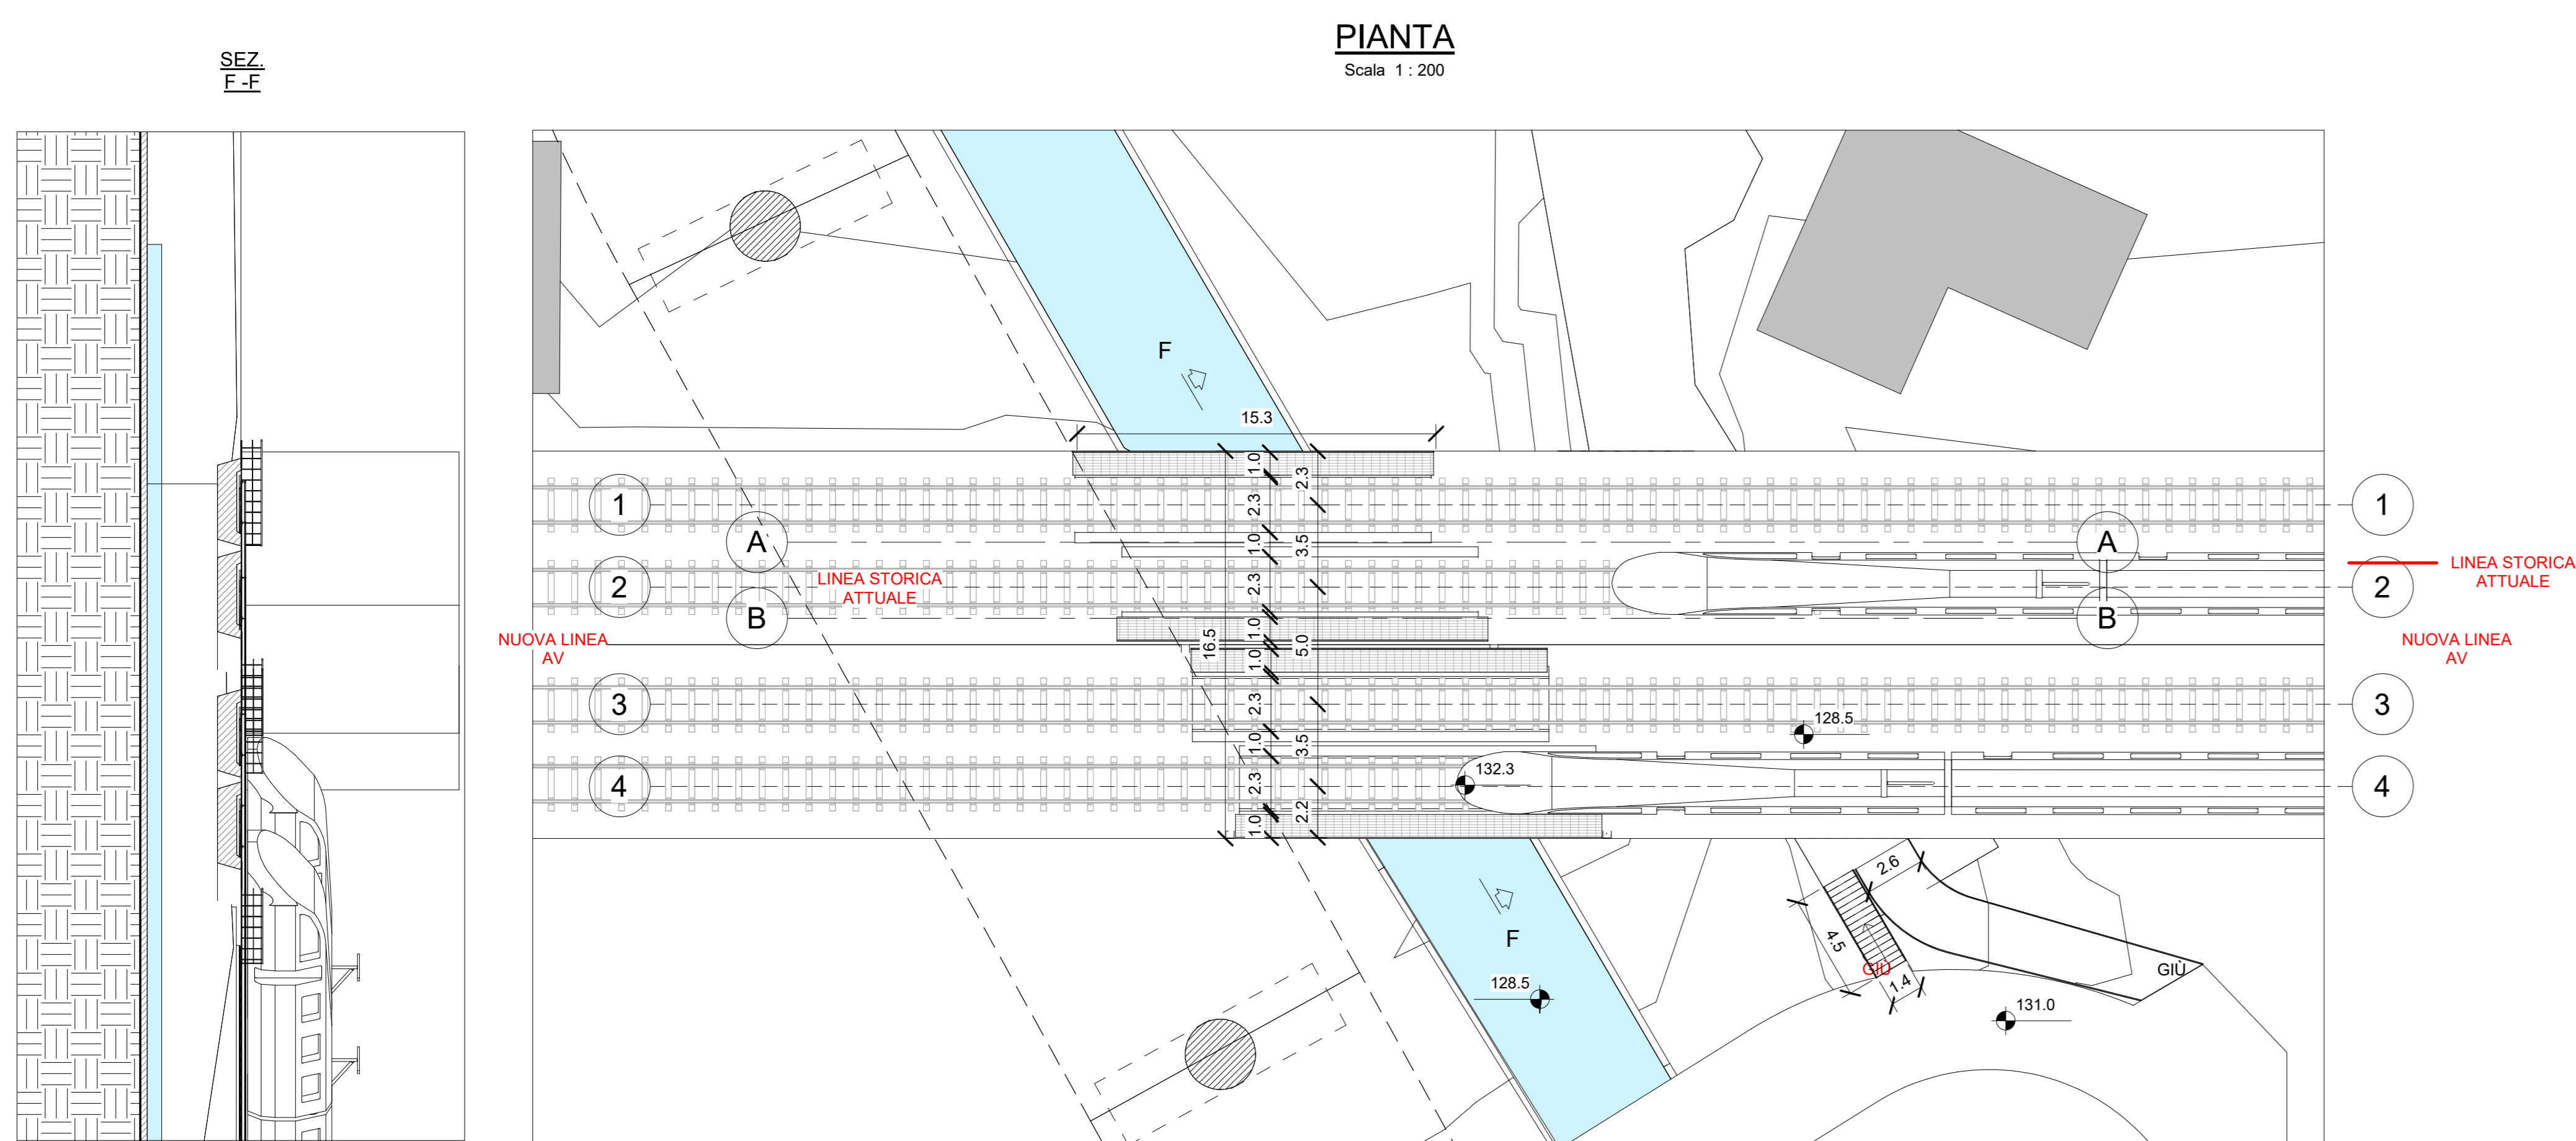 PIANTA
Scala 1 : 200
SEZ.
F -F
F
15.3
1.0
2.3
2.3
1
1
1.0
3.5
A
A
2.3
2
2
LINEA STORICA
ATTUALE
LINEA STORICA
ATTUALE
B
B
1.0
16.5
5.0
NUOVA LINEA
AV
NUOVA LINEA
AV
1.0
2.3
3
3
128.5
1.0
3.5
132.3
2.3
4
4
2.2
1.0
2.6
4.5
F
GIÙ
GIÙ
1.4
128.5
131.0